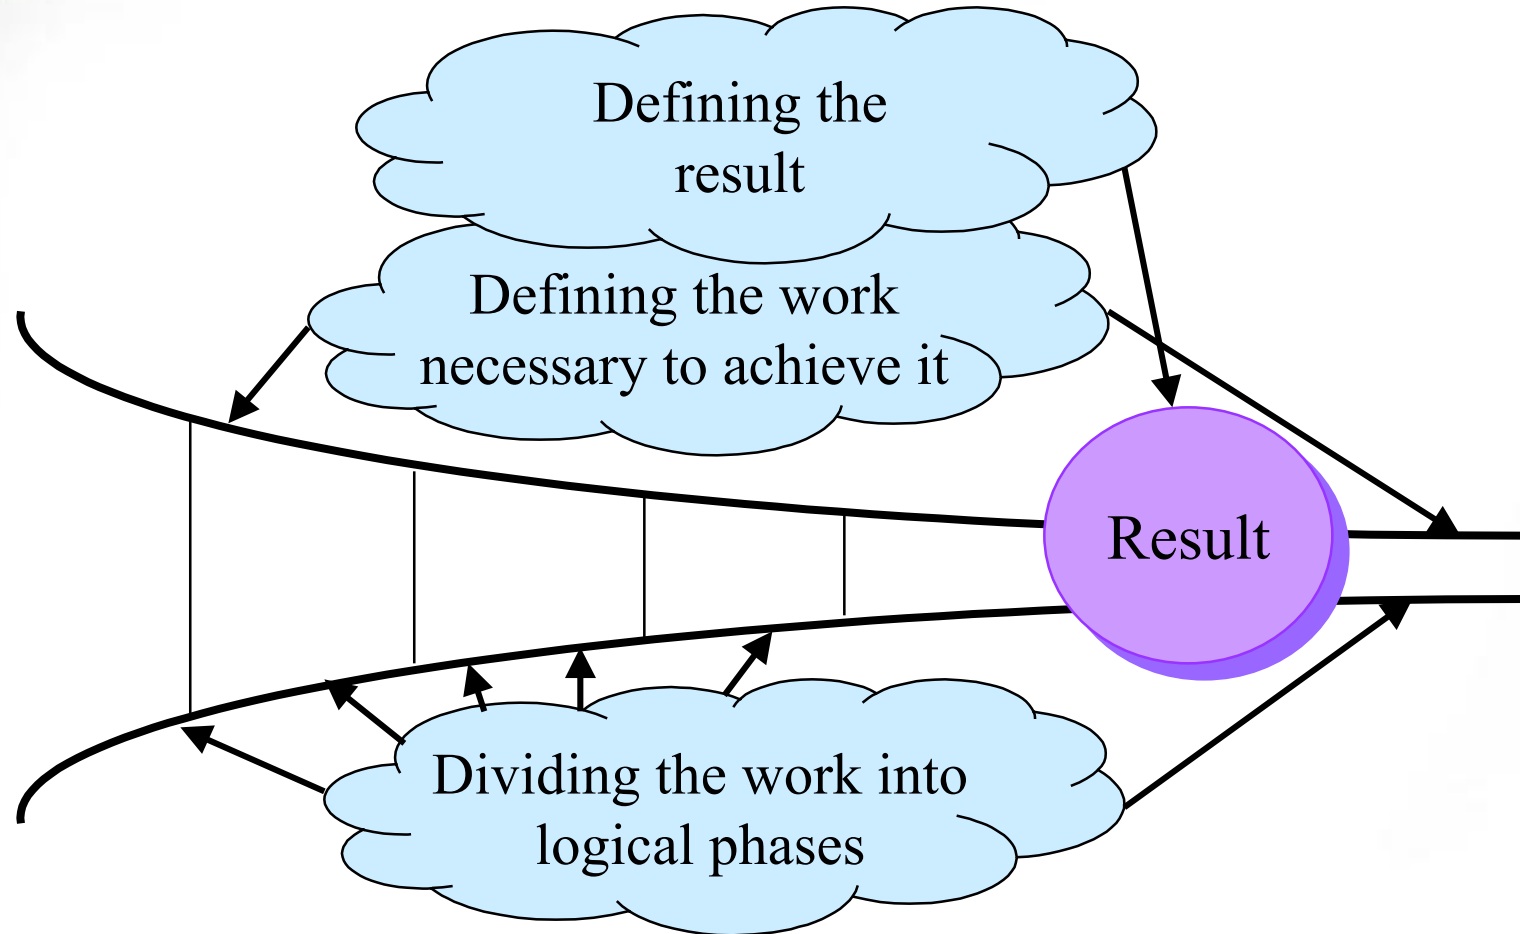 Defining the
result
Defining the work
necessary to achieve it
Result
Dividing the work into
logical phases